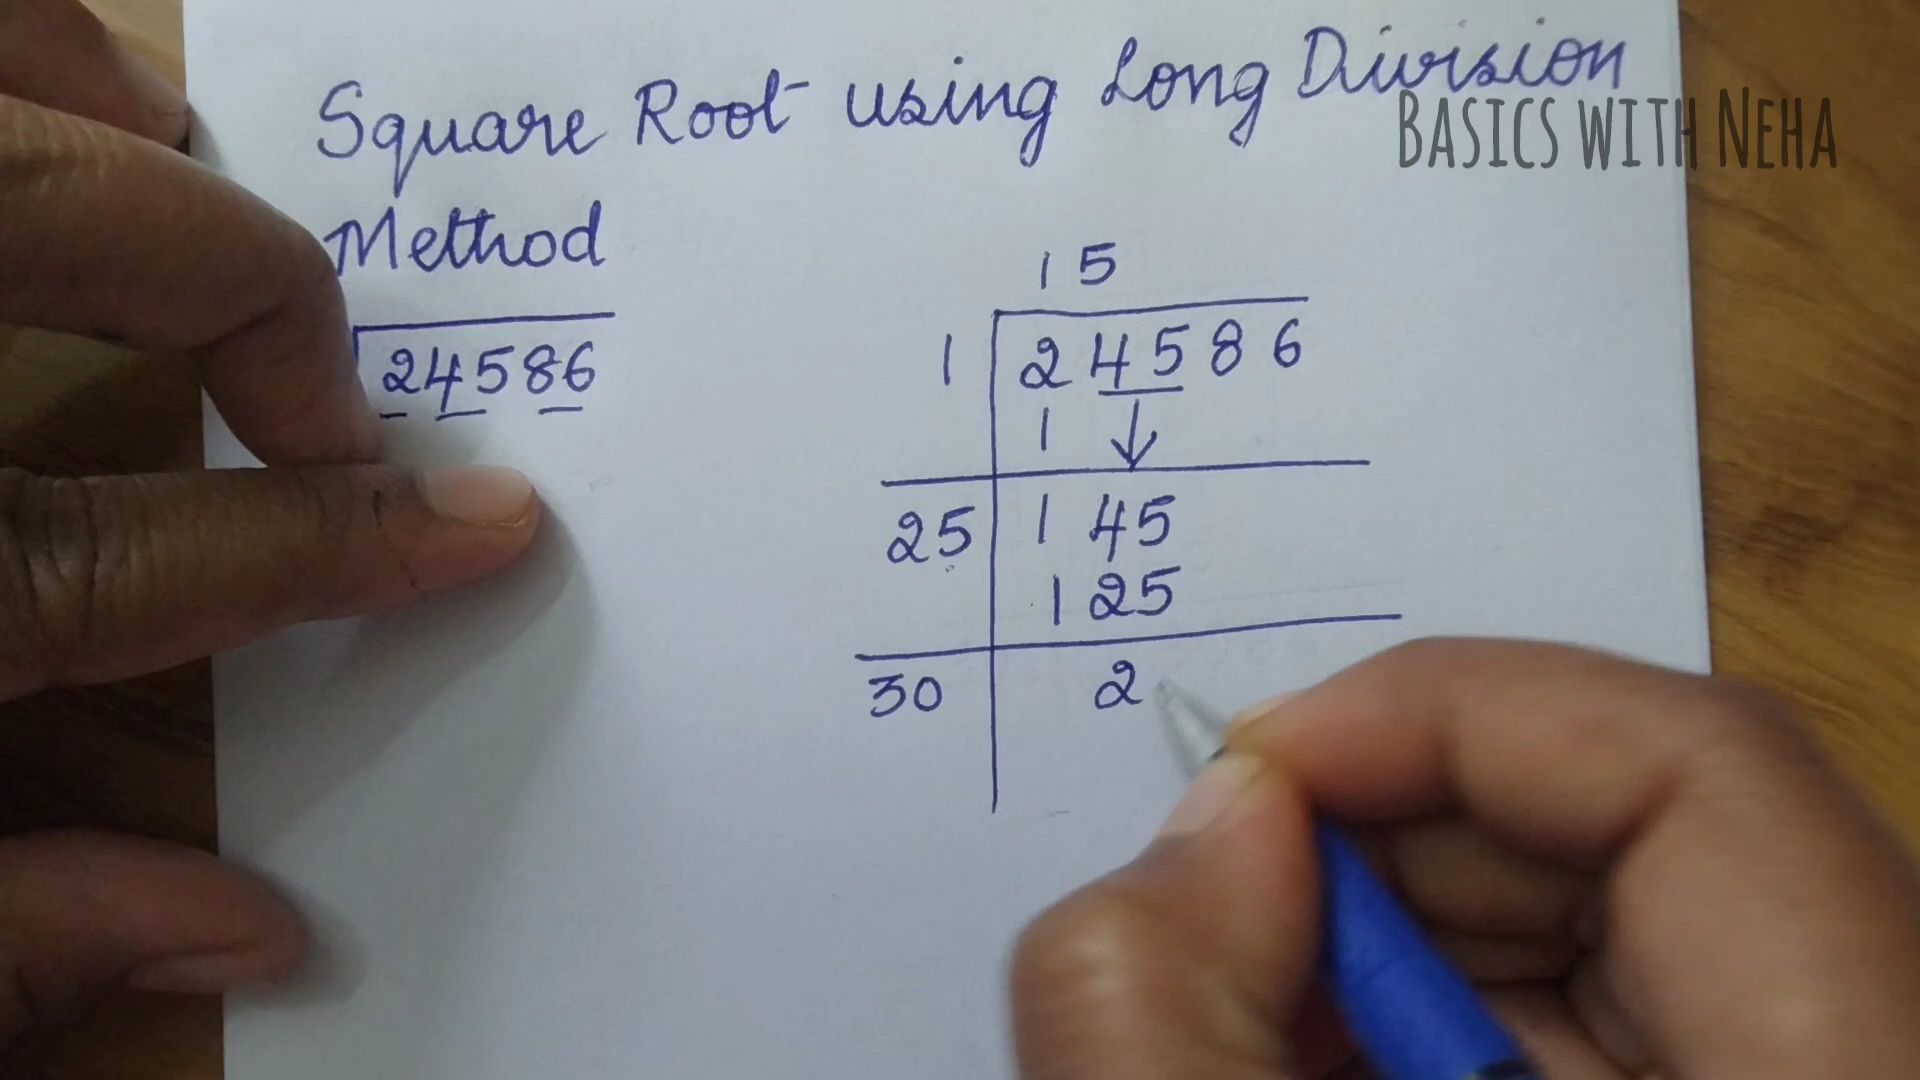 Square Root using Long Division
BASICS WITH NEHA
Method
15
24586
1 24586
1
25 145
125
30 2